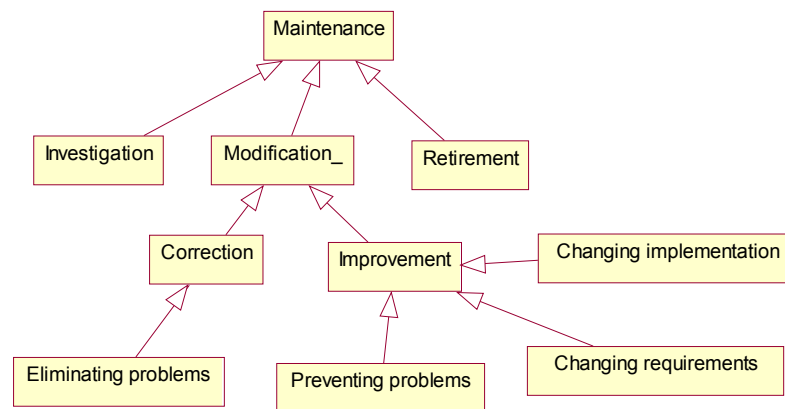 Maintenance
Investigation
Modification_
Retirement
Correction
Improvement
Changing implementation
Eliminating problems
Preventing problems
Changing requirements